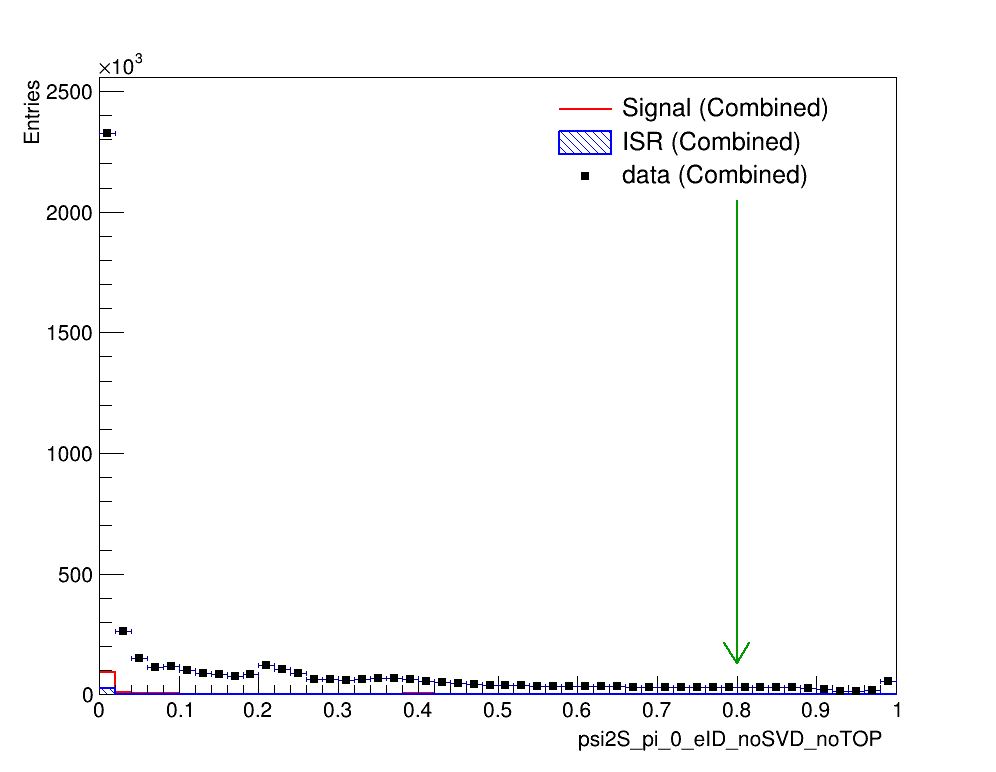 ×10³
Entries
2500
2000
1500
1000
500
0
Signal (Combined)
ISR (Combined)
data (Combined)
0 0.1 0.2 0.3 0.4 0.5 0.6 0.7 0.8 0.9 1
psi2S_pi_0_eID_noSVD_noTOP